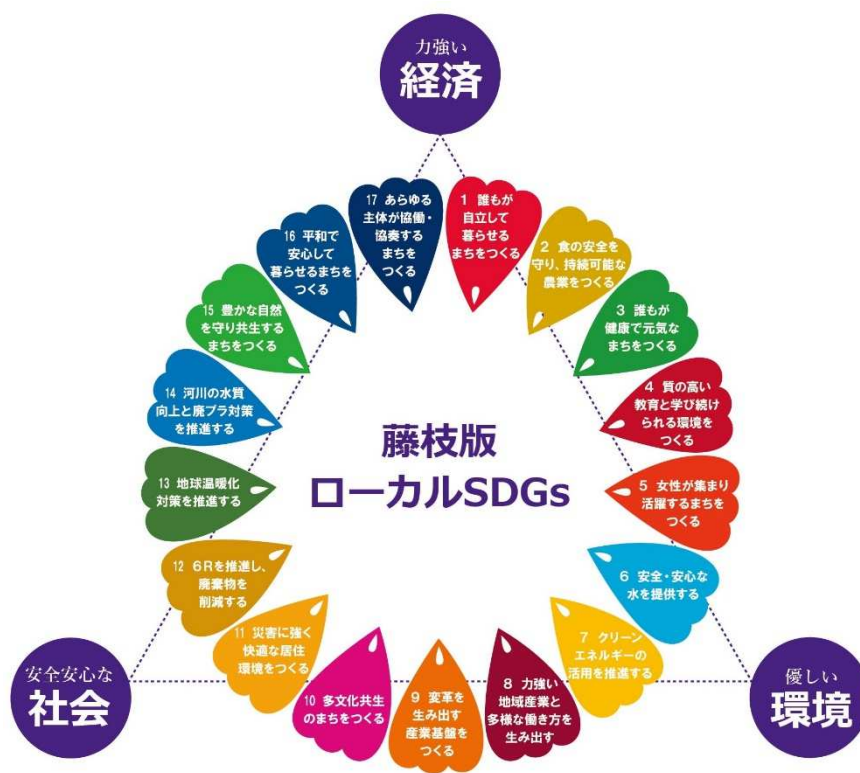 力強い
経済
1 誰もが
自立して
暮らせる
まちをつくる
2 食の安全を
守り、持続可能な
農業をつくる
3 誰もが
健康で元気な
まちをつくる
4 質の高い
教育と学び続け
られる環境を
つくる
5 女性が集まり
活躍するまちを
つくる
6 安全・安心な
水を提供する
7 クリーン
エネルギーの
活用を推進する
8 力強い
地域産業と
多様な働き方を
生み出す
9 変革を
生み出す
産業基盤を
つくる
10 多文化共生
のまちをつくる
11 災害に強く
快適な居住
環境をつくる
12 6Rを推進し、
廃棄物を
削減する
13 地球温暖化
対策を推進する
14 河川の水質
向上と廃プラ対策
を推進する
15 豊かな自然
を守り共生する
まちをつくる
16 平和で
安心して
暮らせるまちを
つくる
17 あらゆる
主体が協働・
協奏する
まちを
つくる
藤枝版
ローカルSDGs
安全安心な
社会
優しい
環境